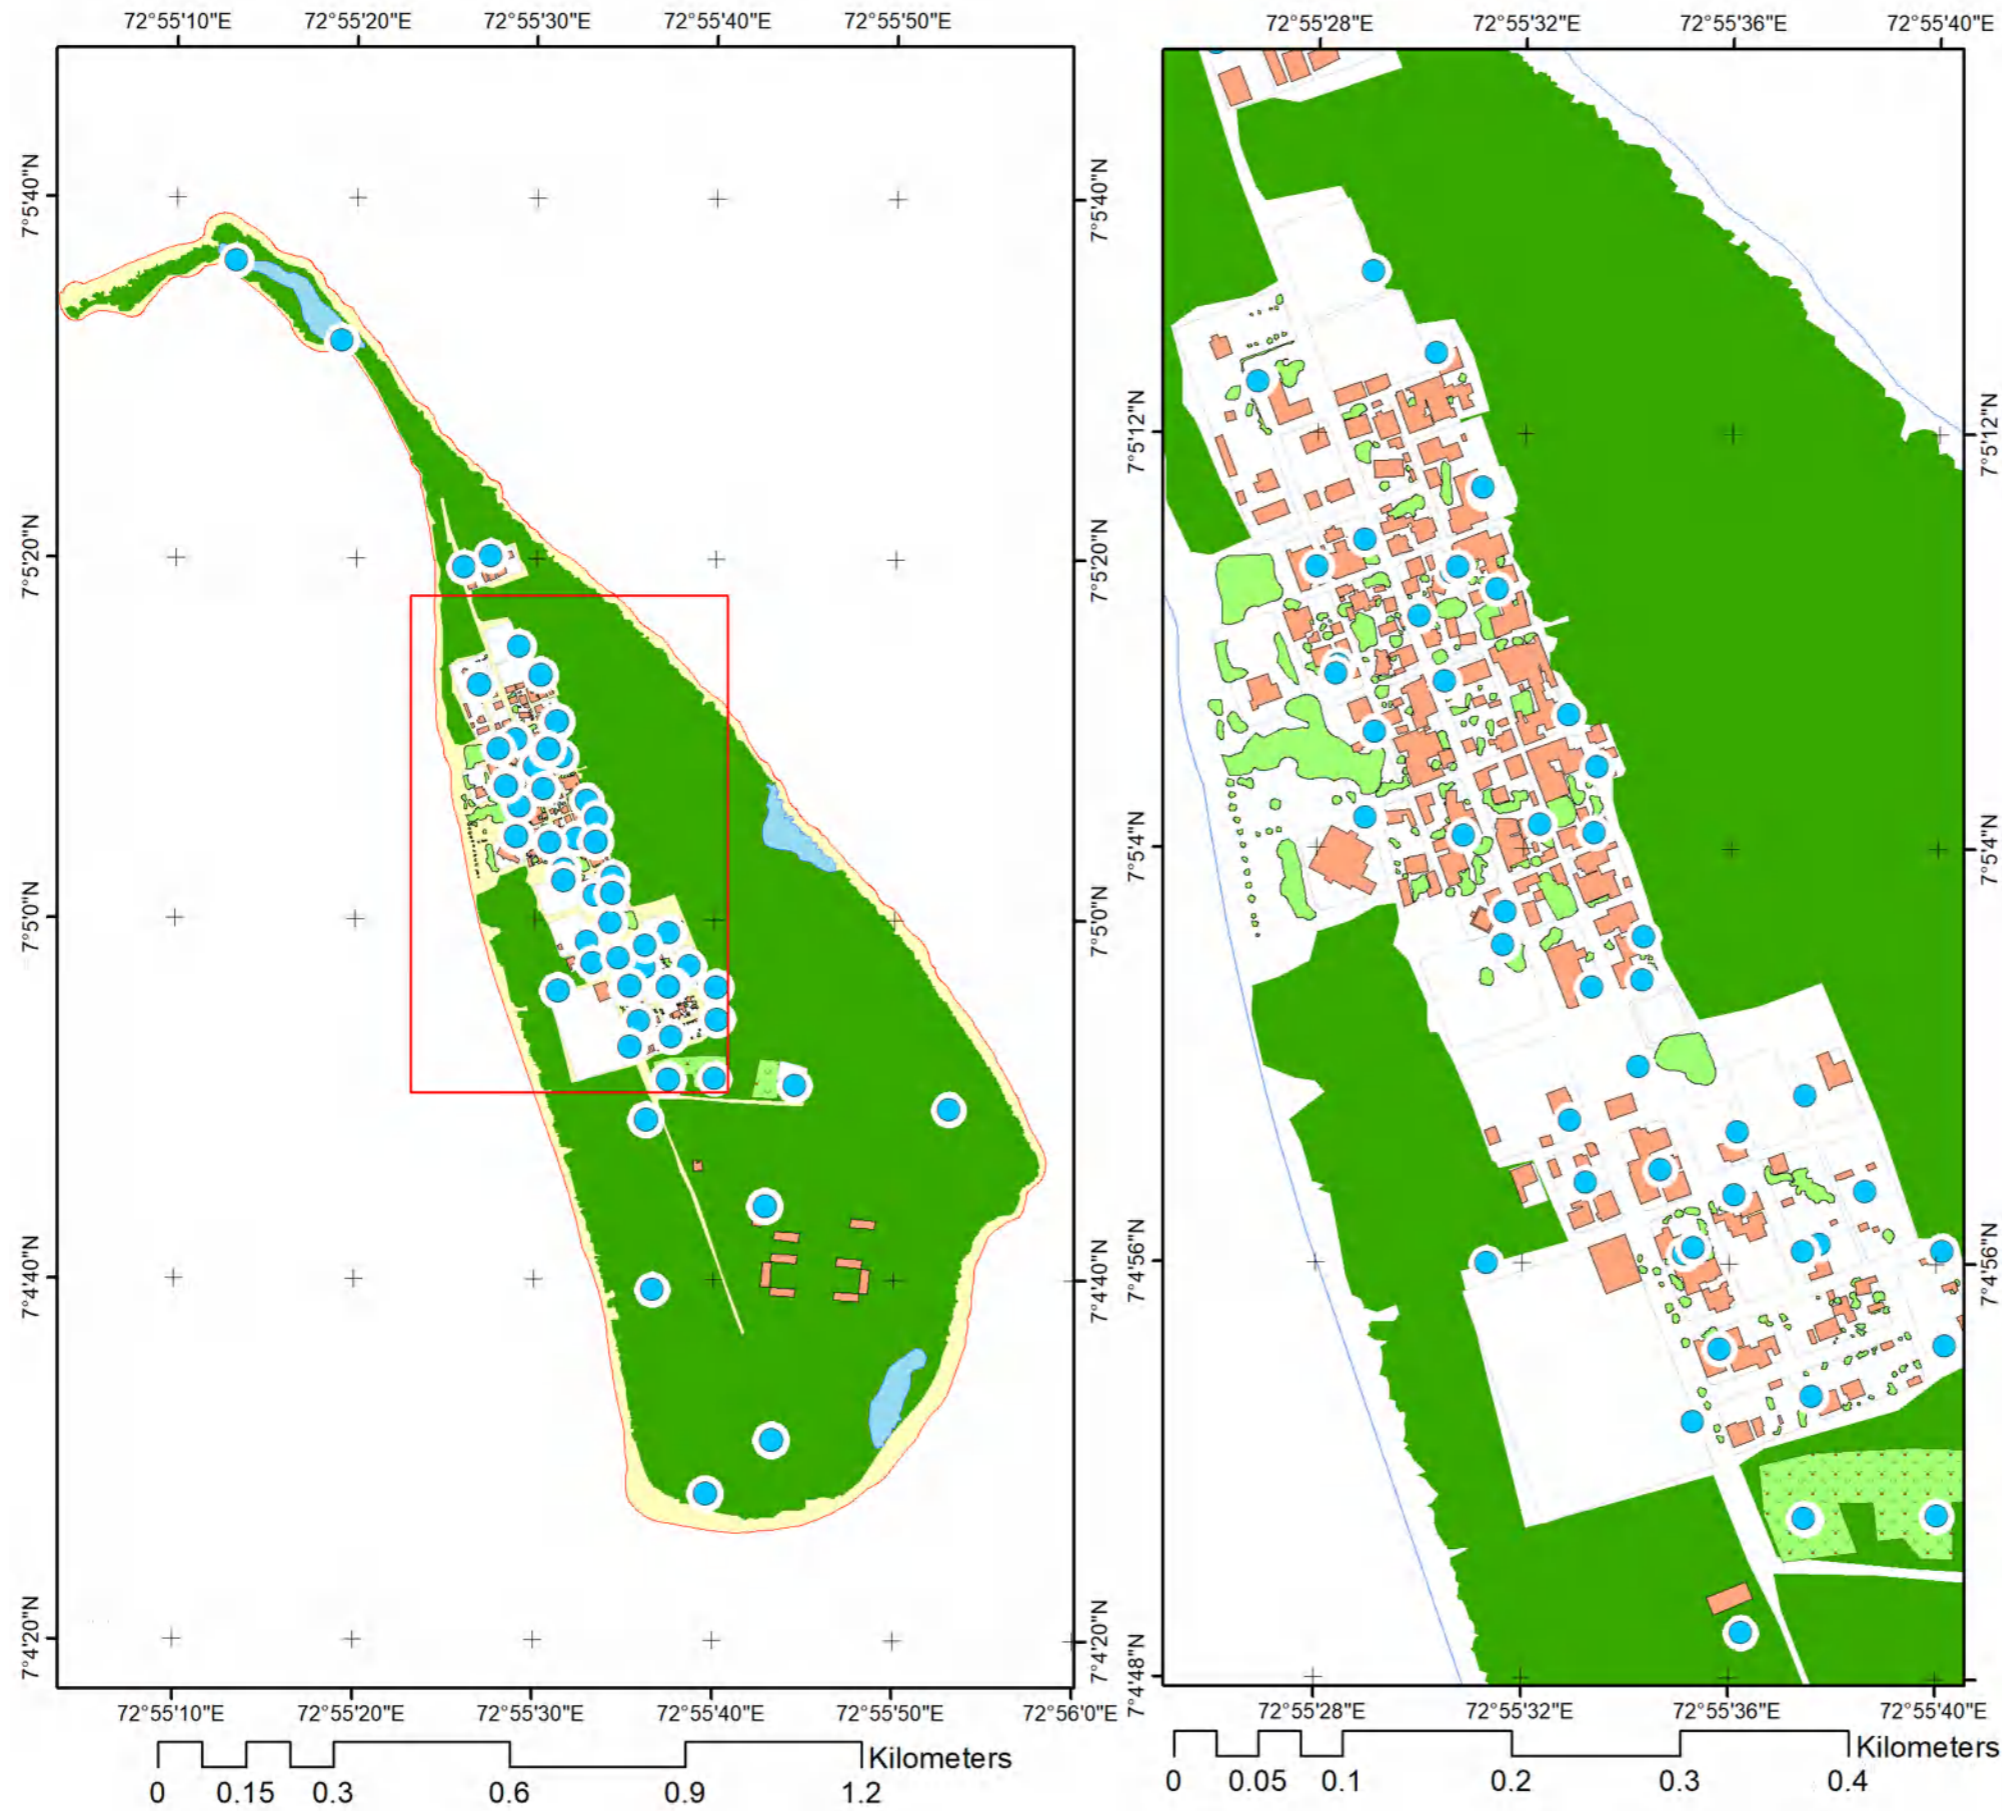 72°55'10"E 72°55'20"E 72°55'30"E 72°55'40"E 72°55'50"E
7°5'40"N 7°5'40"N
7°5'20"N 7°5'20"N
7°5'0"N 7°5'0"N
7°4'40"N 7°4'40"N
7°4'20"N 7°4'20"N
72°55'10"E 72°55'20"E 72°55'30"E 72°55'40"E 72°55'50"E 72°56'0"E
Kilometers
0 0.15 0.3 0.6 0.9 1.2
72°55'28"E 72°55'32"E 72°55'36"E 72°55'40"E
7°5'12"N 7°5'12"N
7°5'4"N 7°5'4"N
7°4'56"N 7°4'56"N
7°4'48"N
72°55'28"E 72°55'32"E 72°55'36"E 72°55'40"E
Kilometers
0 0.05 0.1 0.2 0.3 0.4